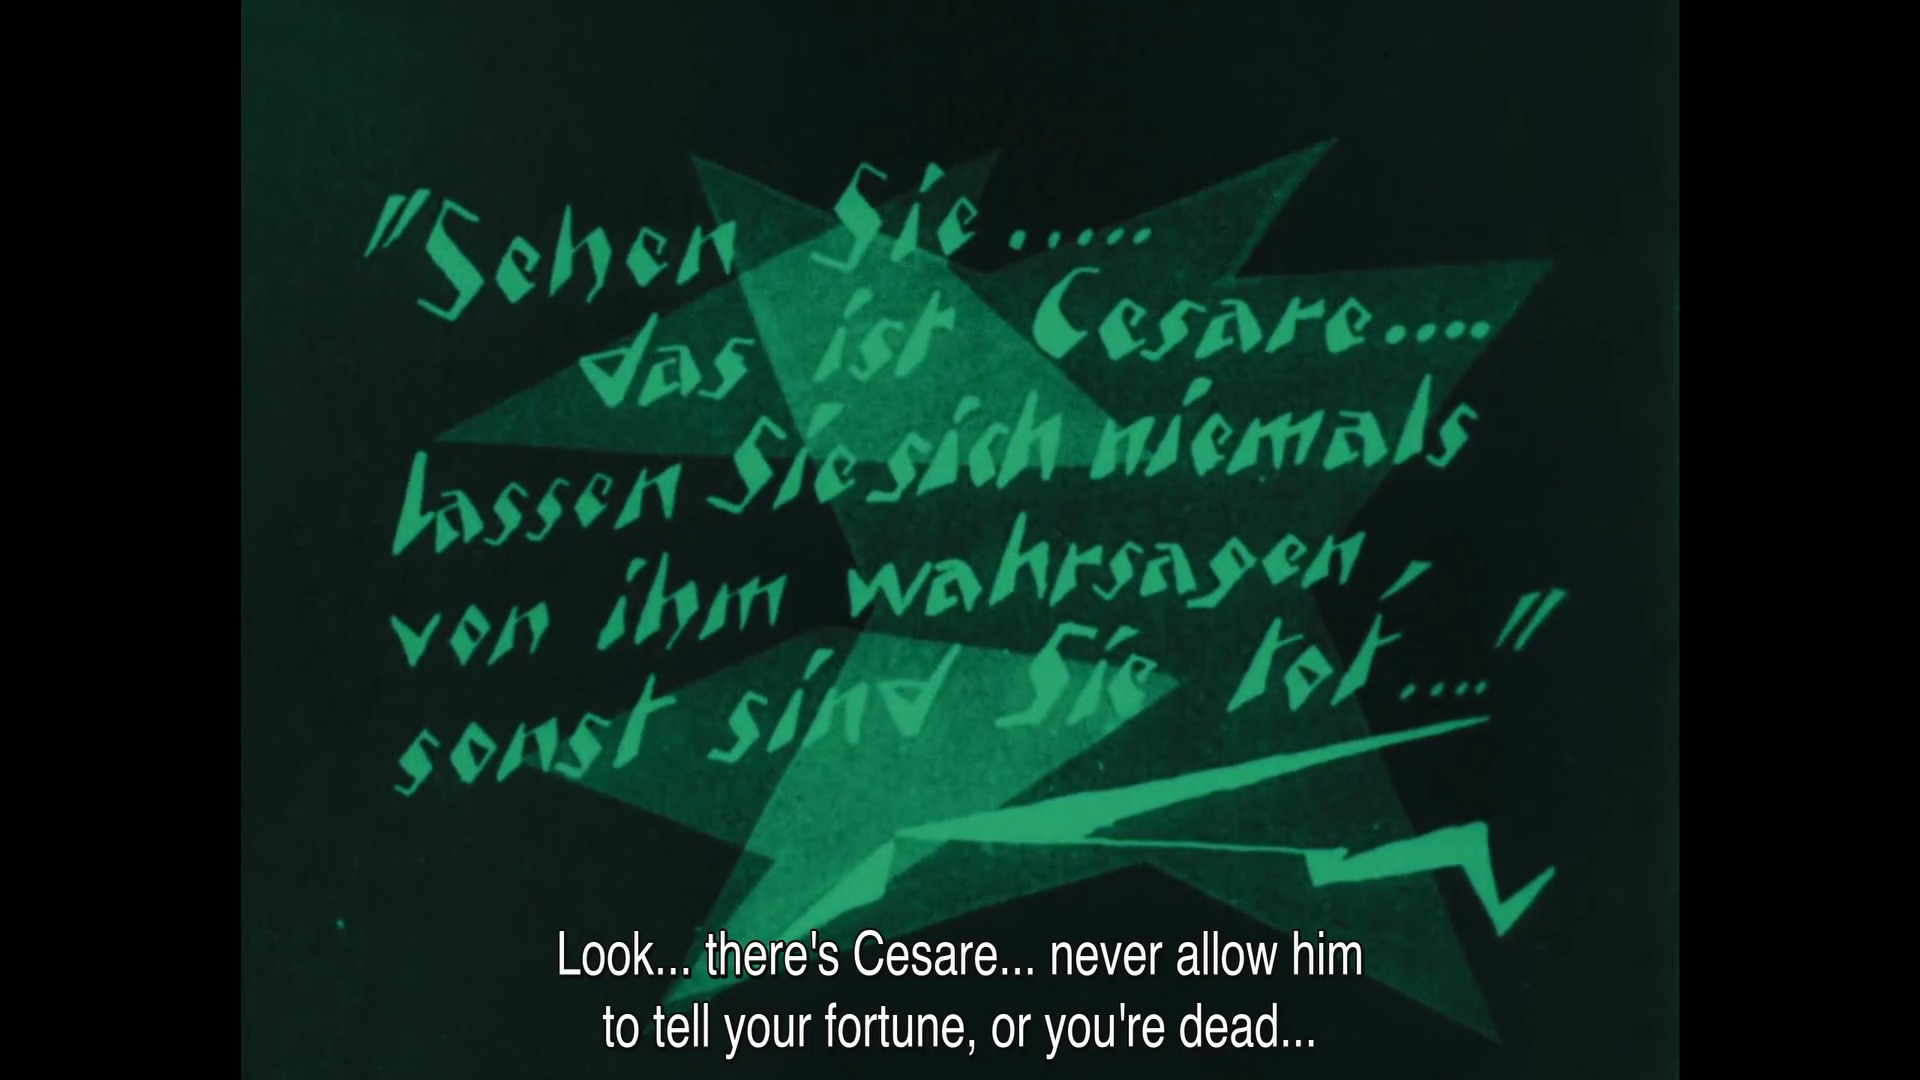 "Sehen Sie.....
das ist Cesare....
lassen Sie sich niemals
von ihm wahrsagen,
sonst sind Sie tot...."
Look... there's Cesare... never allow him
to tell your fortune, or you're dead...